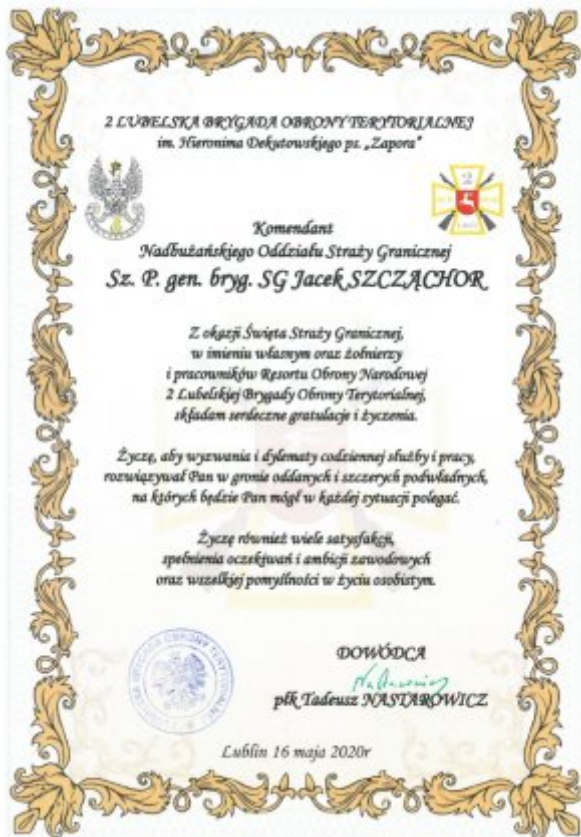 2 LUBELSKA BRYGADA OBRONY TERYTORIALNEJ
im. Hieronima Dekutowskiego ps. „Zapora"
2
Komendant
Nadbużańskiego Oddziału Straży Granicznej
Sz. P. gen. bryg. SG Jacek SZCZĄCHOR
Z okazji Święta Straży Granicznej,
w imieniu własnym oraz żołnierzy
i pracowników Resortu Obrony Narodowej
2 Lubelskiej Brygady Obrony Terytorialnej,
składam serdeczne gratulacje i życzenia.
Życzę, aby wyzwania i dylematy codziennej służby i pracy,
rozwiązywał Pan w gronie oddanych i szczerych podwładnych,
na których będzie Pan mógł w każdej sytuacji polegać.
Życzę również wiele satysfakcji,
spełnienia oczekiwań i ambicji zawodowych
oraz wszelkiej pomyślności w życiu osobistym.
DOWÓDCA
płk Tadeusz NASTAROWICZ
Lublin 16 maja 2020r